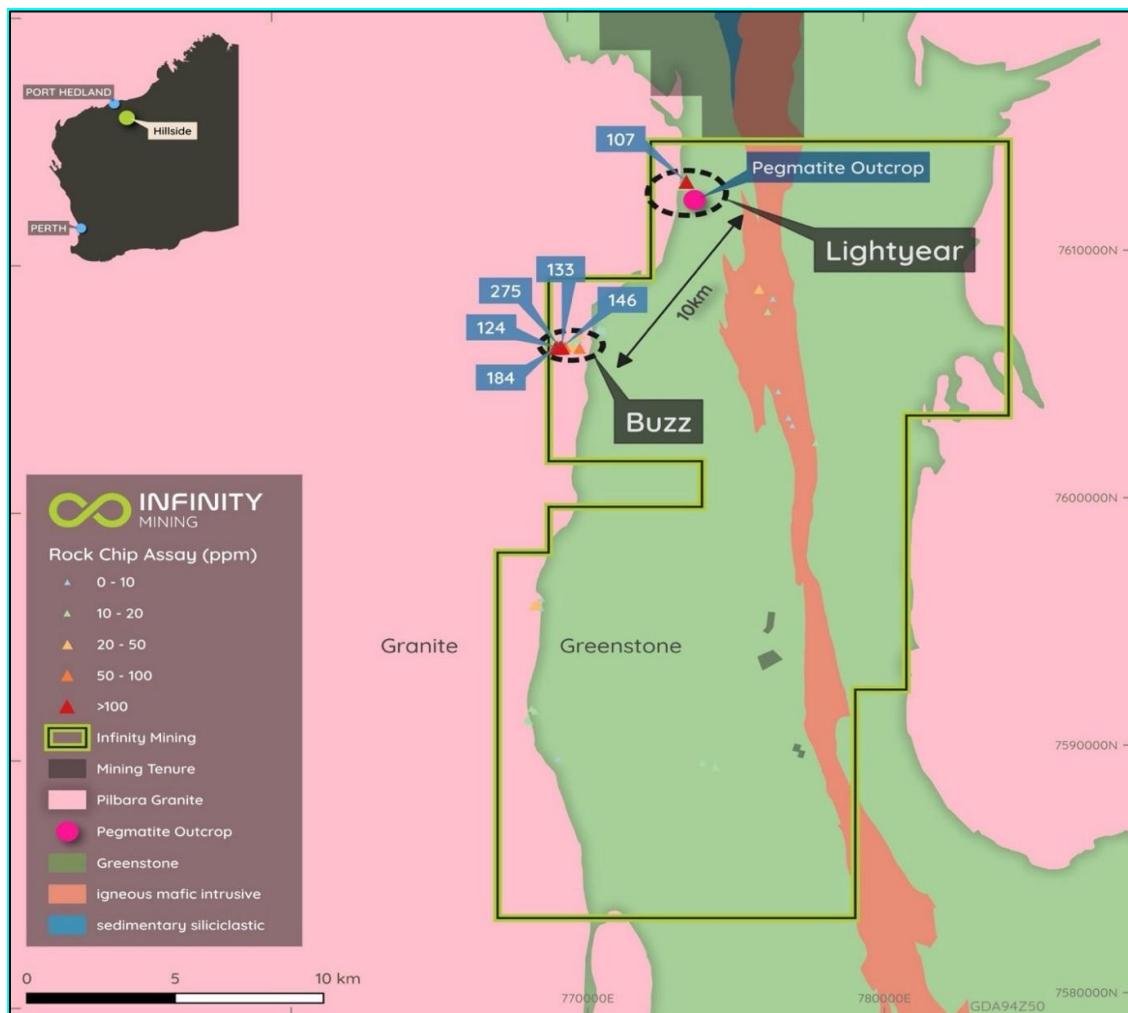 PORT HEDLAND
Hillside
PERTH
107
Pegmatite Outcrop
Lightyear
7610000N
10km
133
275
146
124
184
Buzz
7600000N
INFINITY
MINING
Rock Chip Assay (ppm)
0 - 10
10 - 20
20 - 50
50 - 100
>100
Infinity Mining
Mining Tenure
Pilbara Granite
Pegmatite Outcrop
Greenstone
igneous mafic intrusive
sedimentary siliciclastic
Granite
Greenstone
7590000N
0 5 10 km
770000E
780000E
7580000N
GDA94Z50